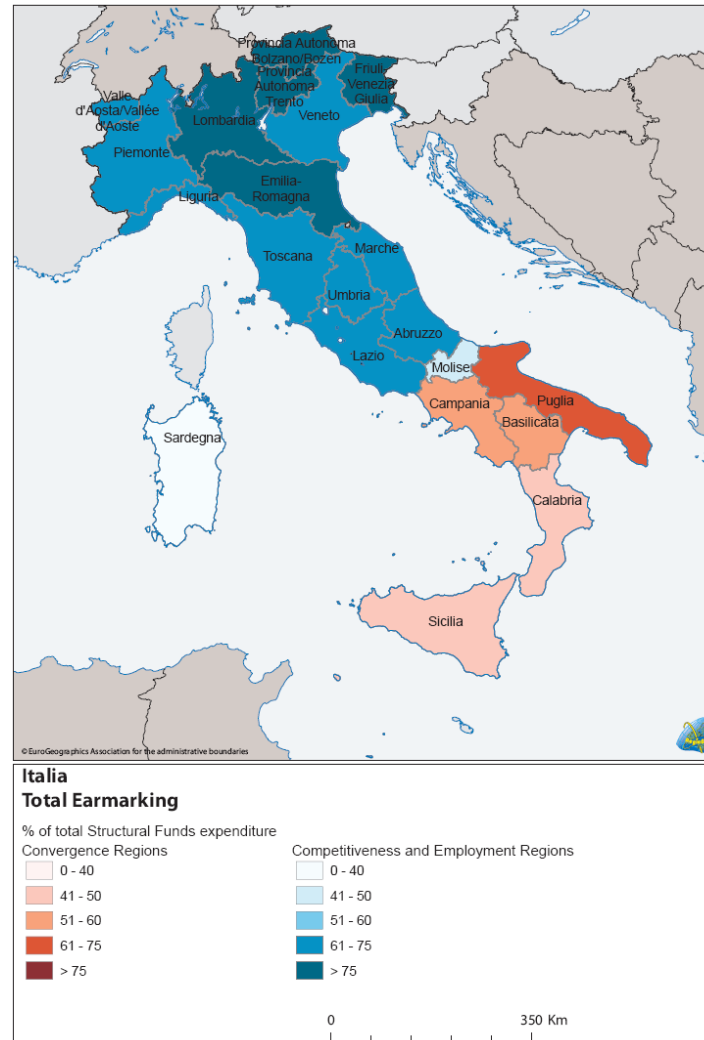 Provincia Autonoma
Bolzano/Bozen
Provincia
Autonoma
Trento
Friuli-
Venezia
Giulia
Valle
d'Aosta/Vallée
d'Aoste
Lombardia
Veneto
Piemonte
Emilia-
Romagna
Liguria
Toscana
Marche
Umbria
Abruzzo
Lazio
Molise
Campania
Puglia
Basilicata
Sardegna
Calabria
Sicilia
© EuroGeographics Association for the administrative boundaries
Italia
Total Earmarking
% of total Structural Funds expenditure
Convergence Regions
0 - 40
41 - 50
51 - 60
61 - 75
> 75
Competitiveness and Employment Regions
0 - 40
41 - 50
51 - 60
61 - 75
> 75
0 350 Km